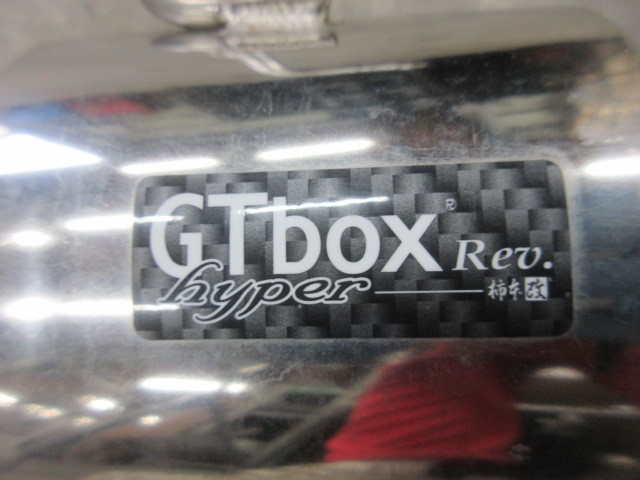 GTbox® Rev.
hyper 柿本改